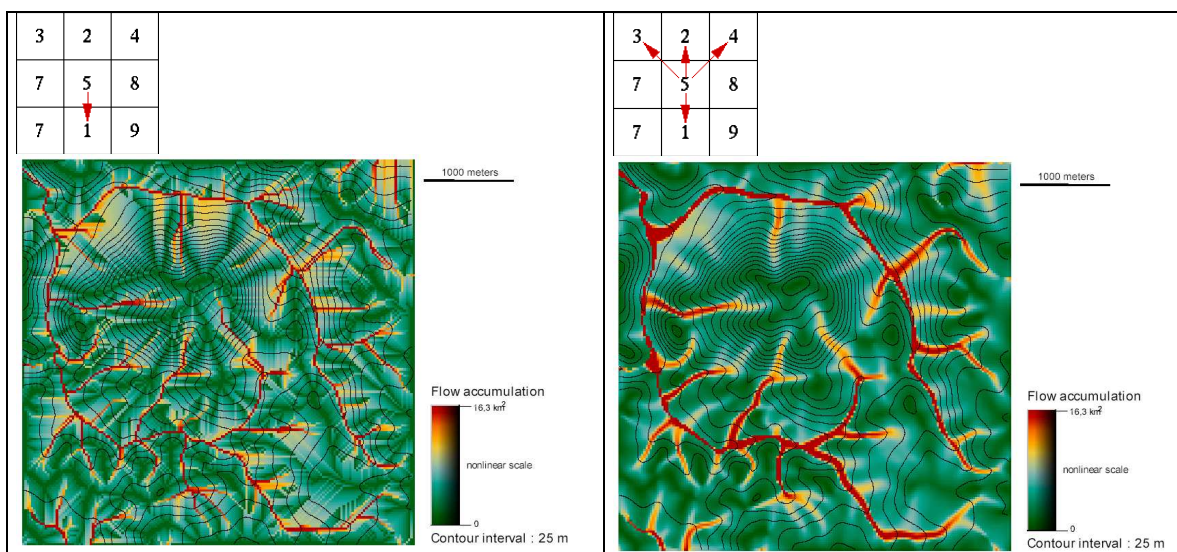 3 2 4
7 5 8
7 1 9
1000 meters
Flow accumulation
16,3 km2
nonlinear scale
0
Contour interval : 25 m
3 2 4
7 5 8
7 1 9
1000 meters
Flow accumulation
16,3 km2
nonlinear scale
0
Contour interval : 25 m